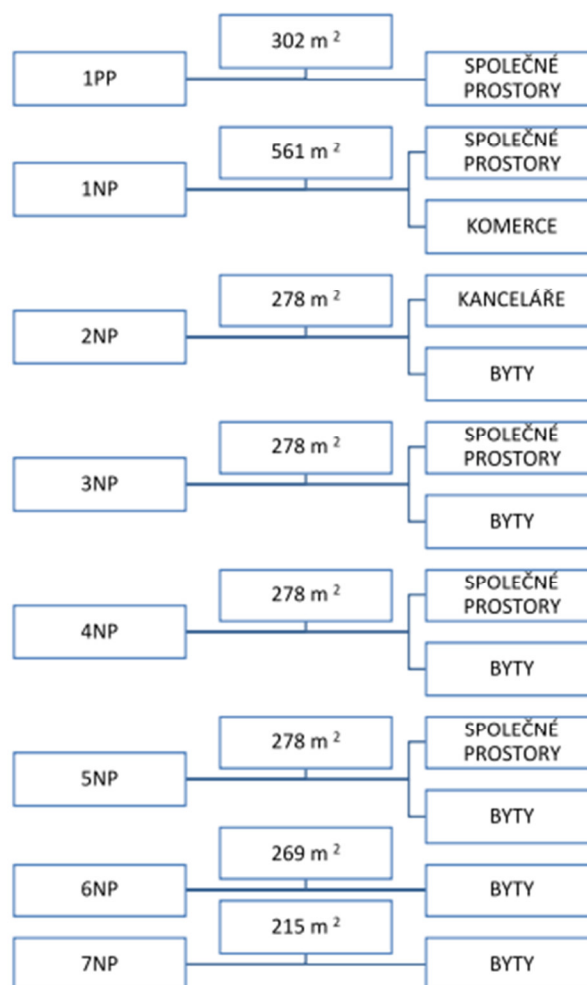 302 m ²
1PP
SPOLEČNÉ
PROSTORY
561 m ²
1NP
SPOLEČNÉ
PROSTORY
KOMERCE
278 m ²
2NP
KANCELÁŘE
BYTY
278 m ²
3NP
SPOLEČNÉ
PROSTORY
BYTY
278 m ²
4NP
SPOLEČNÉ
PROSTORY
BYTY
278 m ²
5NP
SPOLEČNÉ
PROSTORY
BYTY
269 m ²
6NP
BYTY
215 m ²
7NP
BYTY